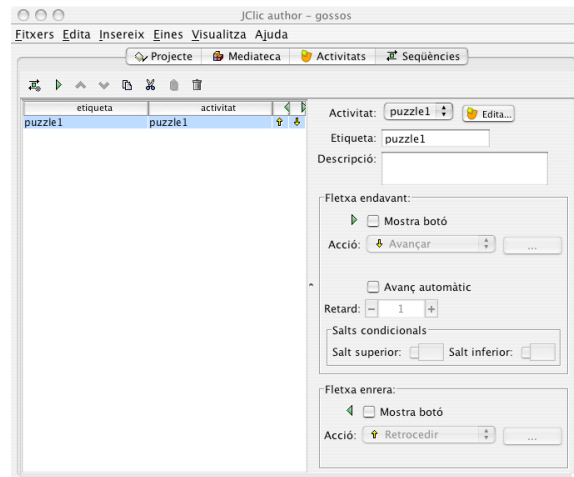 JClic author - gossos
Fitxers Edita Insereix Eines Visualitza Ajuda
Projecte Mediateca Activitats Seqüències
etiqueta activitat
puzzle1 puzzle1
Activitat: puzzle1 Edita...
Etiqueta: puzzle1
Descripció:
Fletxa endavant:
Mostra botó
Acció: Avançar ...
Avanç automàtic
Retard: − 1 +
Salts condicionals
Salt superior: Salt inferior:
Fletxa enrera:
Mostra botó
Acció: Retrocedir ...